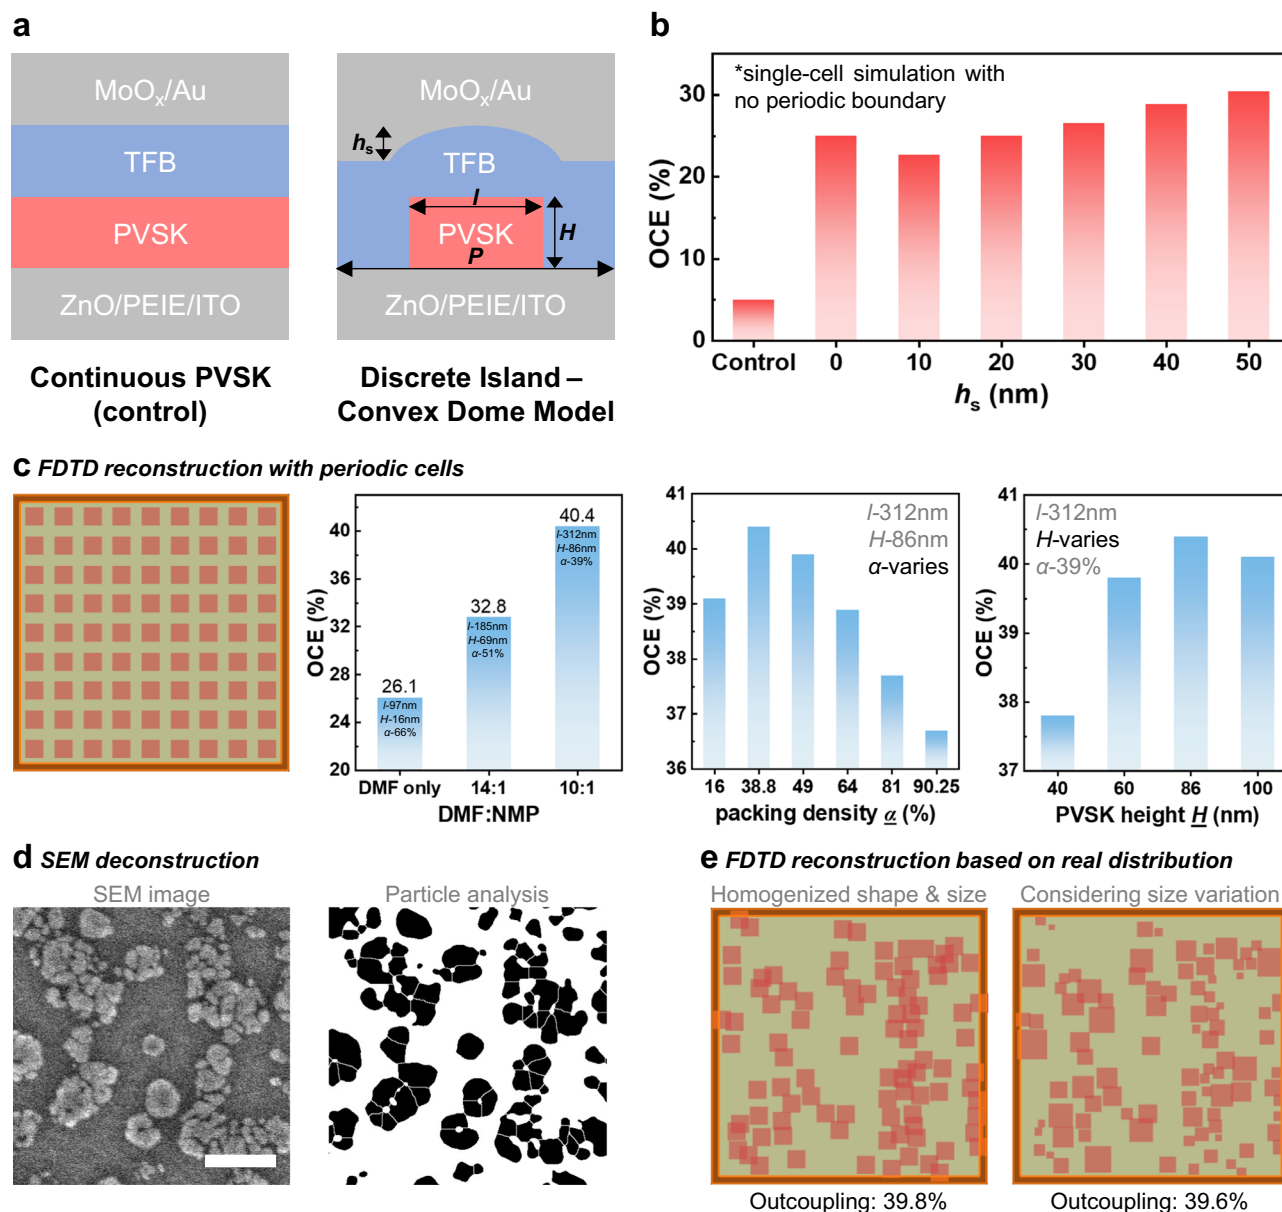 a
MoOx/Au
TFB
PVSK
ZnO/PEIE/ITO
Continuous PVSK
(control)
MoOx/Au
hs
TFB
l
PVSK
H
P
ZnO/PEIE/ITO
Discrete Island –
Convex Dome Model
b
*single-cell simulation with
no periodic boundary
OCE (%)
30
20
10
0
Control 0 10 20 30 40 50
hs (nm)
c FDTD reconstruction with periodic cells
OCE (%)
40
36
32
28
24
20
26.1
l-97nm
H-16nm
α-66%
32.8
l-185nm
H-69nm
α-51%
40.4
l-312nm
H-86nm
α-39%
DMF only 14:1 10:1
DMF:NMP
OCE (%)
41
40
39
38
37
36
l-312nm
H-86nm
α-varies
16 38.8 49 64 81 90.25
packing density α (%)
OCE (%)
41
40
39
38
37
l-312nm
H-varies
α-39%
40 60 86 100
PVSK height H (nm)
d SEM deconstruction
SEM image
Particle analysis
e FDTD reconstruction based on real distribution
Homogenized shape & size
Considering size variation
Outcoupling: 39.8%
Outcoupling: 39.6%